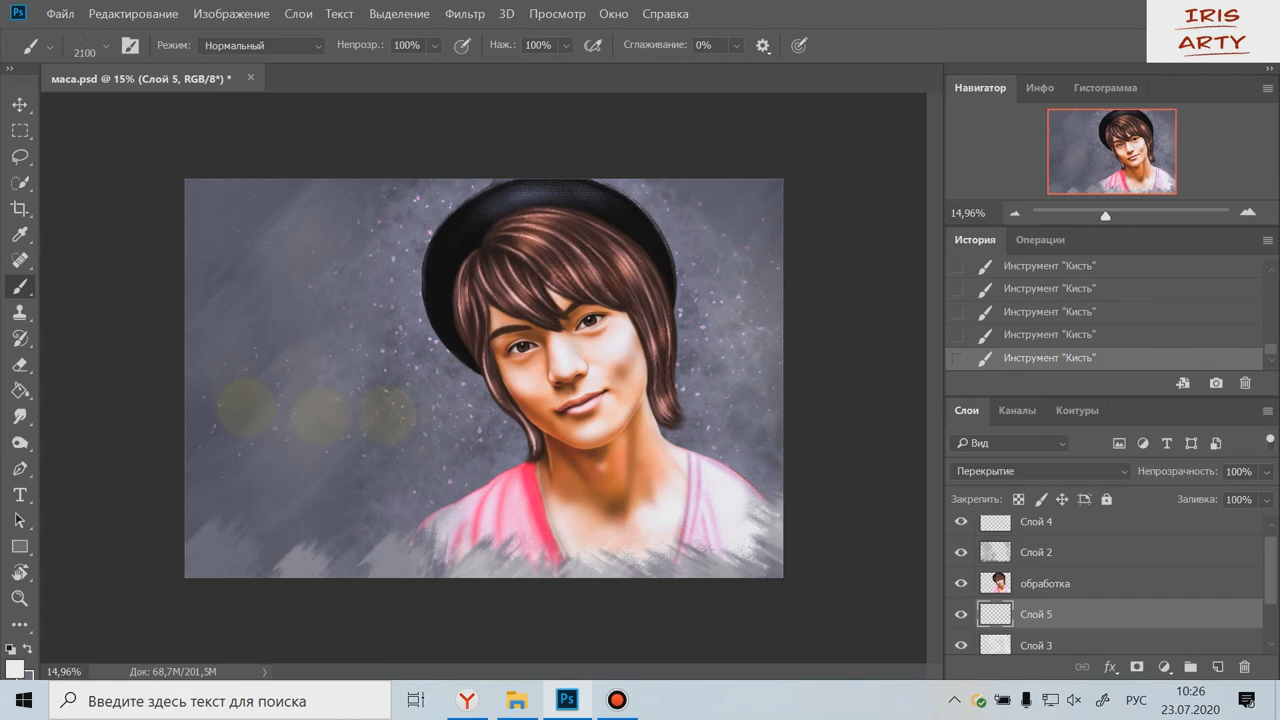 Ps Файл Редактирование Изображение Слои Текст Выделение Фильтр 3D Просмотр Окно Справка
IRIS
ARTY
2100 Режим: Нормальный Непрозр.: 100% Наж.: 100% Сглаживание: 0%
маса.psd @ 15% (Слой 5, RGB/8*) *
Навигатор Инфо Гистограмма
14,96%
История Операции
Инструмент "Кисть"
Инструмент "Кисть"
Инструмент "Кисть"
Инструмент "Кисть"
Инструмент "Кисть"
Слои Каналы Контуры
Вид
Перекрытие Непрозрачность: 100%
Закрепить: Заливка: 100%
Слой 4
Слой 2
обработка
Слой 5
Слой 3
14,96% Док: 68,7M/201,5M
Введите здесь текст для поиска
Ps
РУС
10:26
23.07.2020